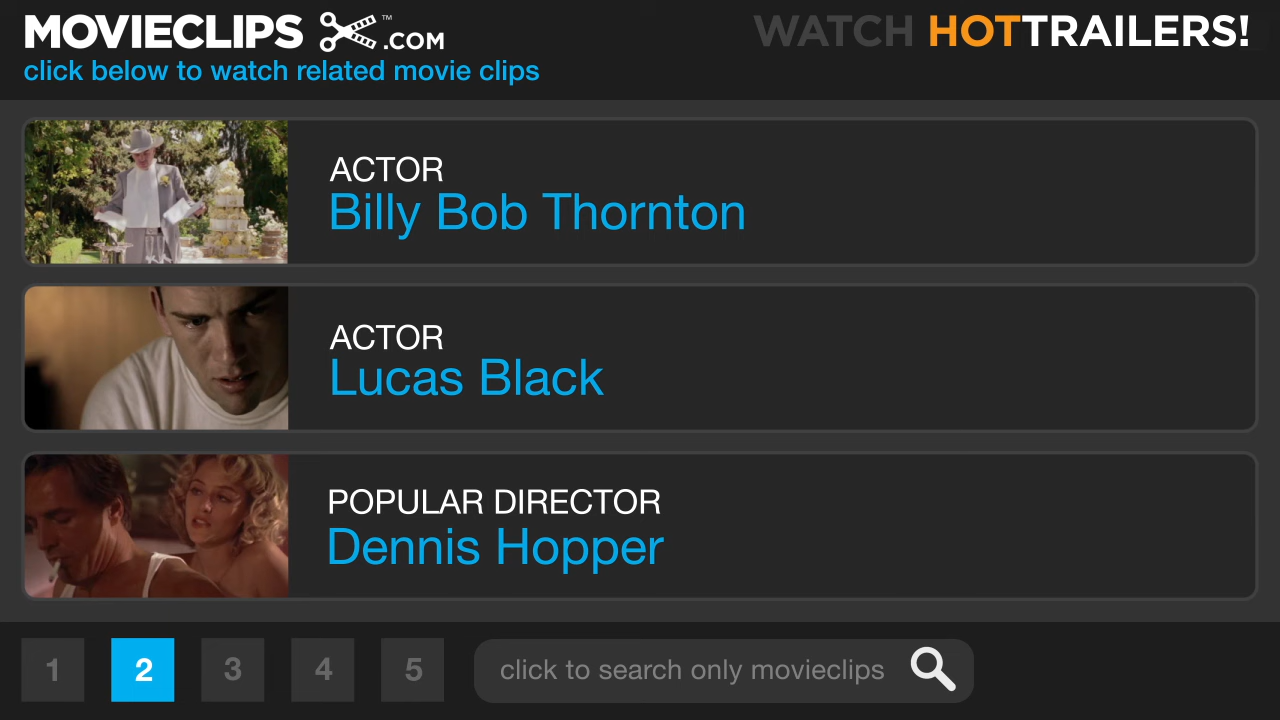 MOVIECLIPS ™ .COM
WATCH HOTTRAILERS!
click below to watch related movie clips
ACTOR
Billy Bob Thornton
ACTOR
Lucas Black
POPULAR DIRECTOR
Dennis Hopper
1 2 3 4 5
click to search only movieclips